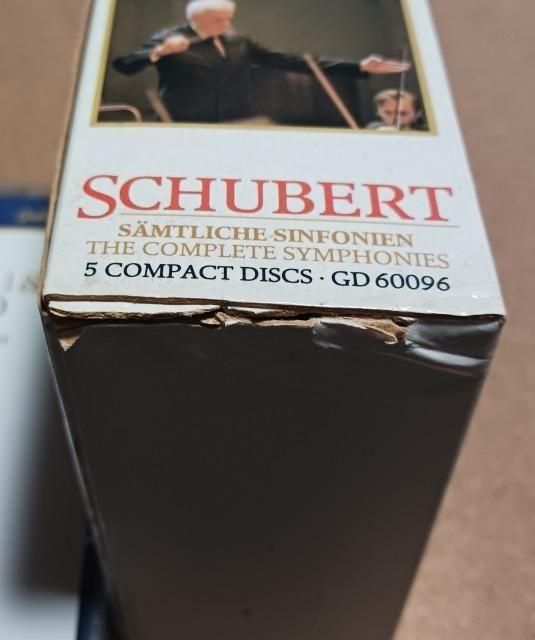 SCHUBERT
SÄMTLICHE SINFONIEN
THE COMPLETE SYMPHONIES
5 COMPACT DISCS · GD 60096